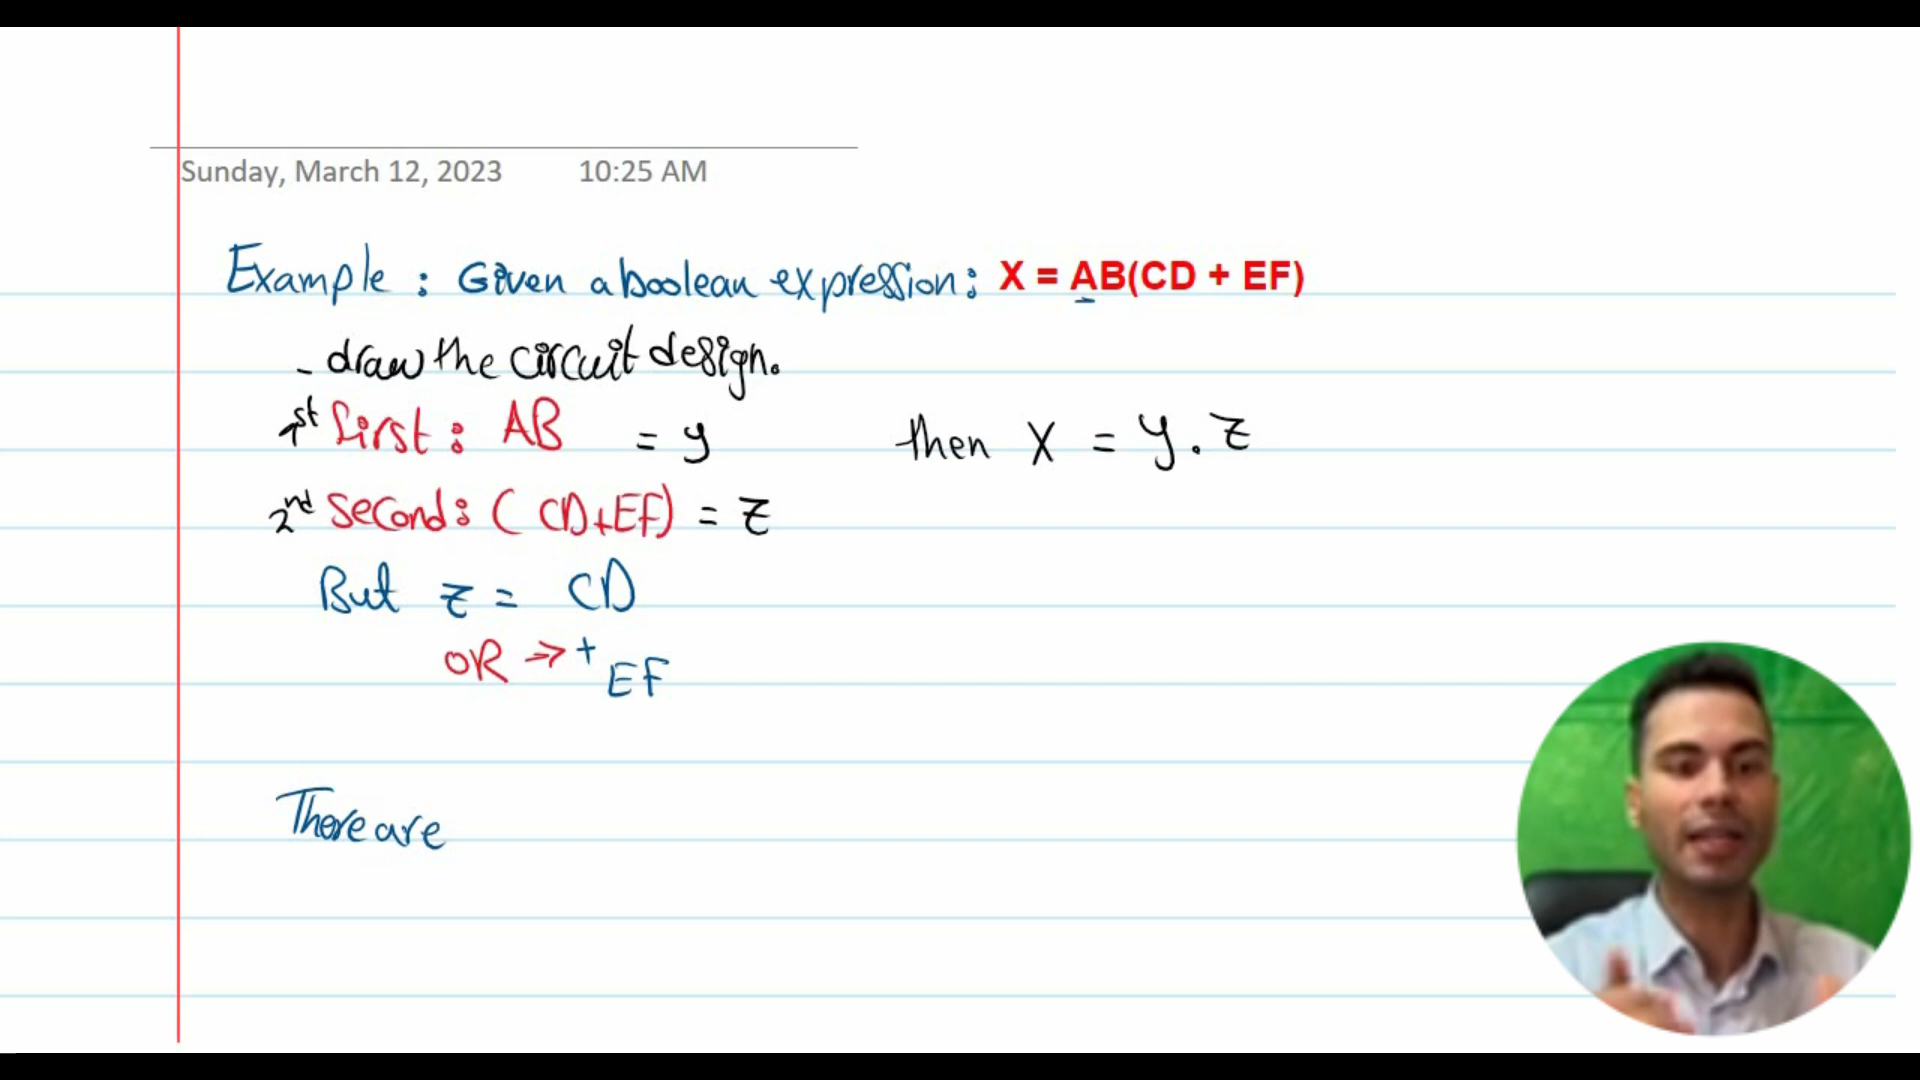 Sunday, March 12, 2023 10:25 AM
Example : Given a boolean expression: X = AB(CD + EF)
- draw the circuit design.
1st first: AB = y then X = y . z
2nd second: ( CD+EF) = z
But z = CD
OR → + EF
There are